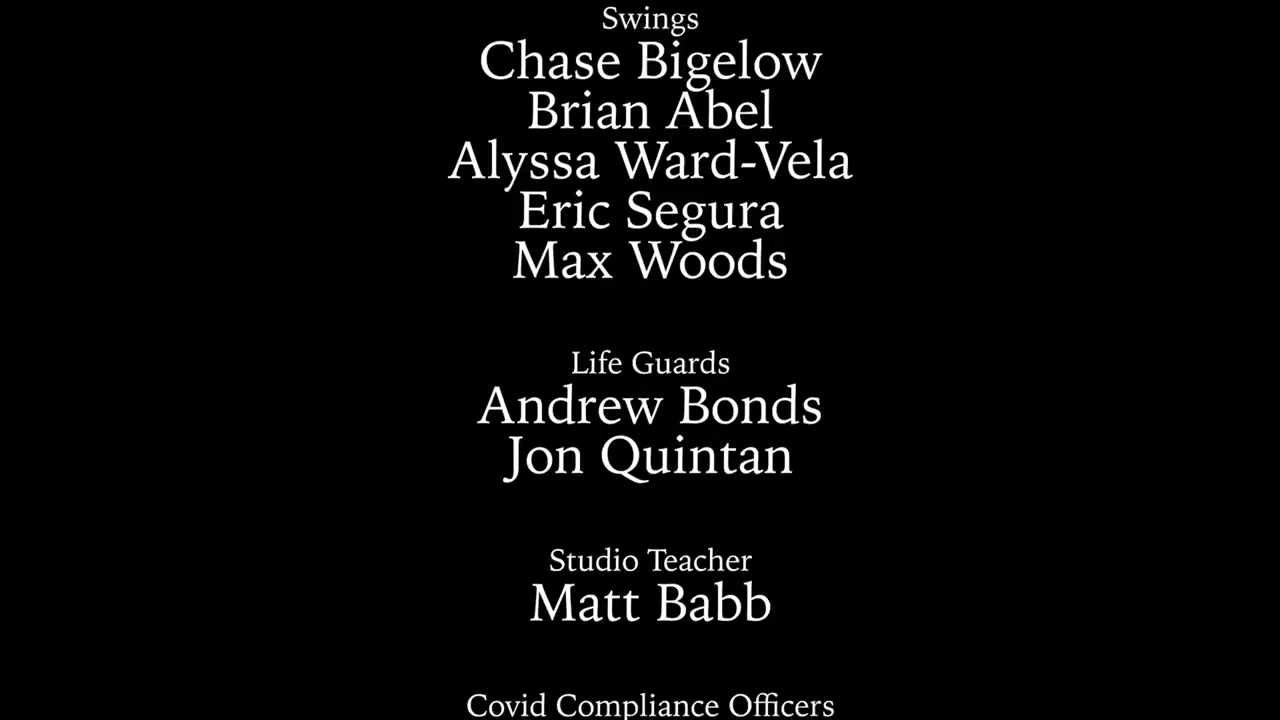 Swings
Chase Bigelow
Brian Abel
Alyssa Ward-Vela
Eric Segura
Max Woods
Life Guards
Andrew Bonds
Jon Quintan
Studio Teacher
Matt Babb
Covid Compliance Officers